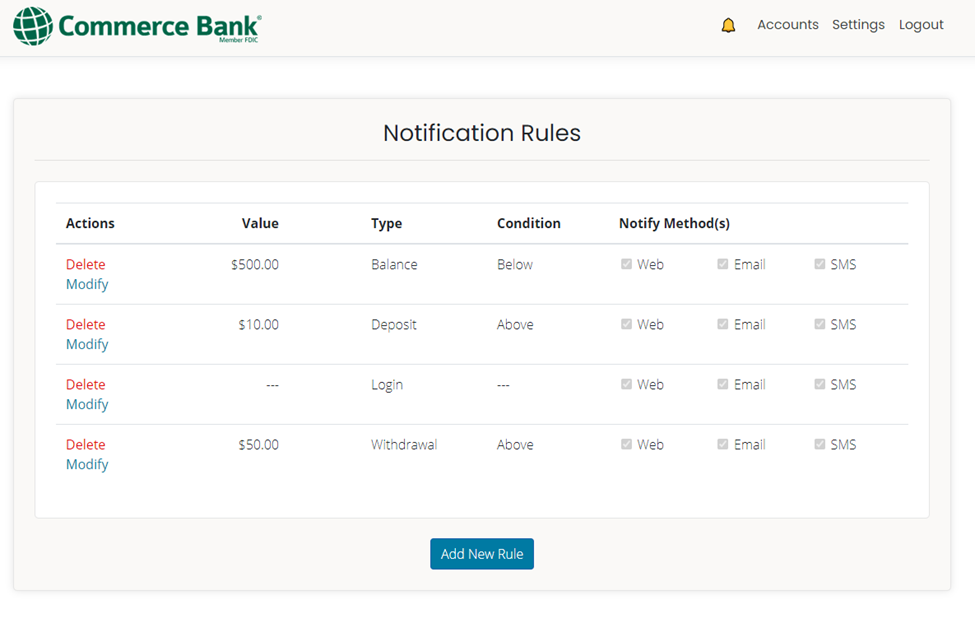 Commerce Bank®
Member FDIC
Accounts Settings Logout
Notification Rules
Actions Value Type Condition Notify Method(s)
Delete $500.00 Balance Below Web Email SMS
Modify
Delete $10.00 Deposit Above Web Email SMS
Modify
Delete --- Login --- Web Email SMS
Modify
Delete $50.00 Withdrawal Above Web Email SMS
Modify
Add New Rule